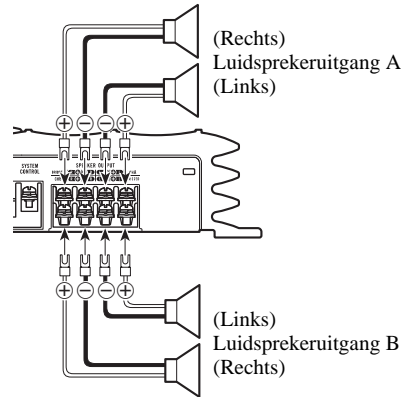 (Rechts)
Luidsprekeruitgang A
(Links)
⊕ ⊖ ⊖ ⊕
SYSTEM
CONTROL
SPEAKER OUTPUT
⊕ ⊖ ⊖ ⊕
(Links)
Luidsprekeruitgang B
(Rechts)